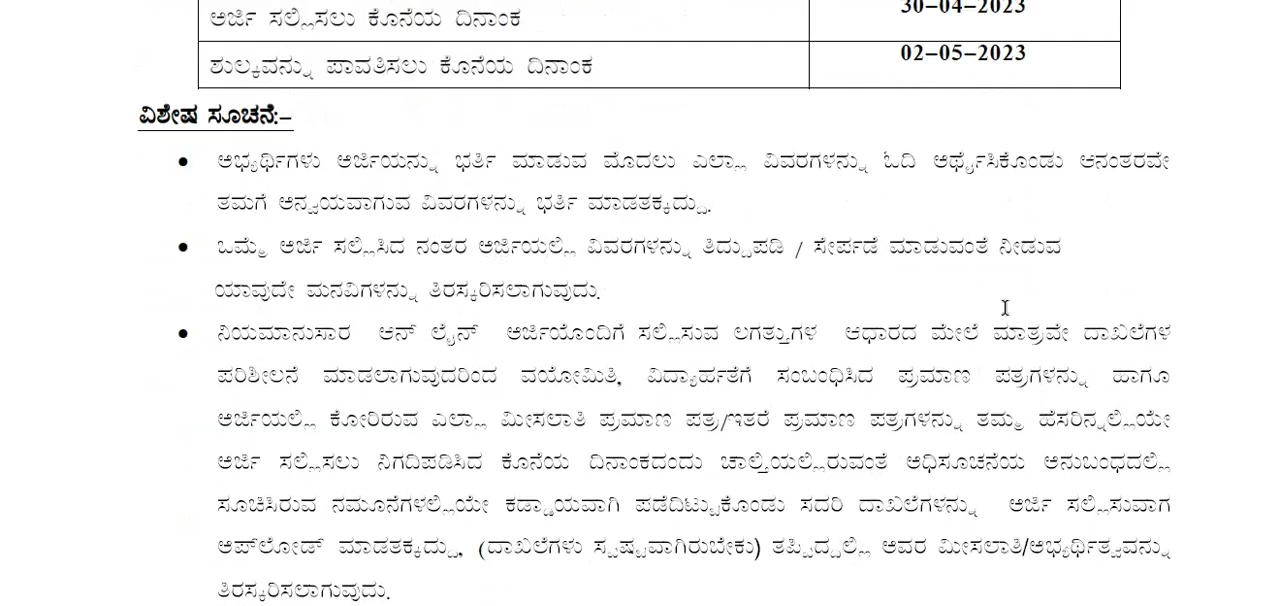 ಅರ್ಜಿ ಸಲ್ಲಿಸಲು ಕೊನೆಯ ದಿನಾಂಕ 30-04-2023
ಶುಲ್ಕವನ್ನು ಪಾವತಿಸಲು ಕೊನೆಯ ದಿನಾಂಕ 02-05-2023
ವಿಶೇಷ ಸೂಚನೆ:-
• ಅಭ್ಯರ್ಥಿಗಳು ಅರ್ಜಿಯನ್ನು ಭರ್ತಿ ಮಾಡುವ ಮೊದಲು ಎಲ್ಲಾ ವಿವರಗಳನ್ನು ಓದಿ ಅರ್ಥೈಸಿಕೊಂಡು ಆನಂತರವೇ
ತಮಗೆ ಅನ್ವಯವಾಗುವ ವಿವರಗಳನ್ನು ಭರ್ತಿ ಮಾಡತಕ್ಕದ್ದು.
• ಒಮ್ಮೆ ಅರ್ಜಿ ಸಲ್ಲಿಸಿದ ನಂತರ ಅರ್ಜಿಯಲ್ಲಿ ವಿವರಗಳನ್ನು ತಿದ್ದುಪಡಿ / ಸೇರ್ಪಡೆ ಮಾಡುವಂತೆ ನೀಡುವ
ಯಾವುದೇ ಮನವಿಗಳನ್ನು ತಿರಸ್ಕರಿಸಲಾಗುವುದು.
• ನಿಯಮಾನುಸಾರ ಆನ್ ಲೈನ್ ಅರ್ಜಿಯೊಂದಿಗೆ ಸಲ್ಲಿಸುವ ಲಗತ್ತುಗಳ ಆಧಾರದ ಮೇಲೆ ಮಾತ್ರವೇ ದಾಖಲೆಗಳ
ಪರಿಶೀಲನೆ ಮಾಡಲಾಗುವುದರಿಂದ ವಯೋಮಿತಿ, ವಿದ್ಯಾರ್ಹತೆಗೆ ಸಂಬಂಧಿಸಿದ ಪ್ರಮಾಣ ಪತ್ರಗಳನ್ನು ಹಾಗೂ
ಅರ್ಜಿಯಲ್ಲಿ ಕೋರಿರುವ ಎಲ್ಲಾ ಮೀಸಲಾತಿ ಪ್ರಮಾಣ ಪತ್ರ/ಇತರೆ ಪ್ರಮಾಣ ಪತ್ರಗಳನ್ನು ತಮ್ಮ ಹೆಸರಿನ್ನಲ್ಲಿಯೇ
ಅರ್ಜಿ ಸಲ್ಲಿಸಲು ನಿಗದಿಪಡಿಸಿದ ಕೊನೆಯ ದಿನಾಂಕದಂದು ಚಾಲ್ತಿಯಲ್ಲಿರುವಂತೆ ಅಧಿಸೂಚನೆಯ ಅನುಬಂಧದಲ್ಲಿ
ಸೂಚಿಸಿರುವ ನಮೂನೆಗಳಲ್ಲಿಯೇ ಕಡ್ಡಾಯವಾಗಿ ಪಡೆದಿಟ್ಟುಕೊಂಡು ಸದರಿ ದಾಖಲೆಗಳನ್ನು ಅರ್ಜಿ ಸಲ್ಲಿಸುವಾಗ
ಅಪ್‌ಲೋಡ್ ಮಾಡತಕ್ಕದ್ದು, (ದಾಖಲೆಗಳು ಸ್ಪಷ್ಟವಾಗಿರುಬೇಕು) ತಪ್ಪಿದ್ದಲ್ಲಿ ಅವರ ಮೀಸಲಾತಿ/ಅಭ್ಯರ್ಥಿತ್ವವನ್ನು
ತಿರಸ್ಕರಿಸಲಾಗುವುದು.